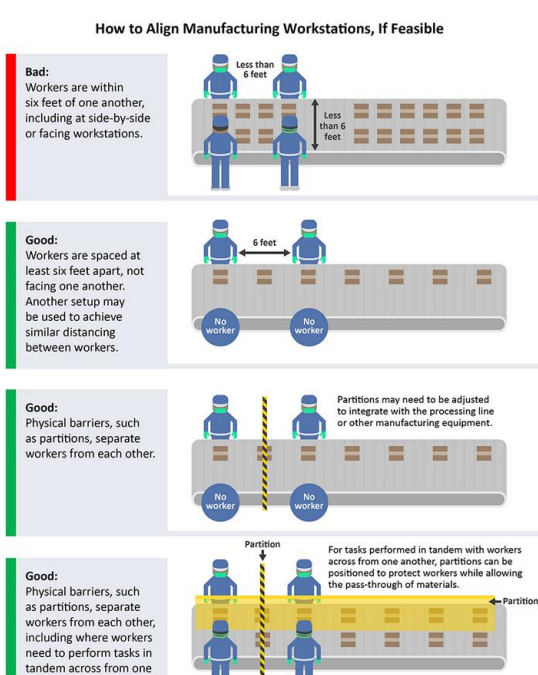 How to Align Manufacturing Workstations, If Feasible
Bad:
Workers are within
six feet of one another,
including at side-by-side
or facing workstations.
Less than
6 feet
Less
than 6
feet
Good:
Workers are spaced at
least six feet apart, not
facing one another.
Another setup may
be used to achieve
similar distancing
between workers.
6 feet
No
worker
No
worker
Good:
Physical barriers, such
as partitions, separate
workers from each other.
Partitions may need to be adjusted
to integrate with the processing line
or other manufacturing equipment.
No
worker
No
worker
Good:
Physical barriers, such
as partitions, separate
workers from each other,
including where workers
need to perform tasks in
tandem across from one
Partition
For tasks performed in tandem with workers
across from one another, partitions can be
positioned to protect workers while allowing
the pass-through of materials.
Partition